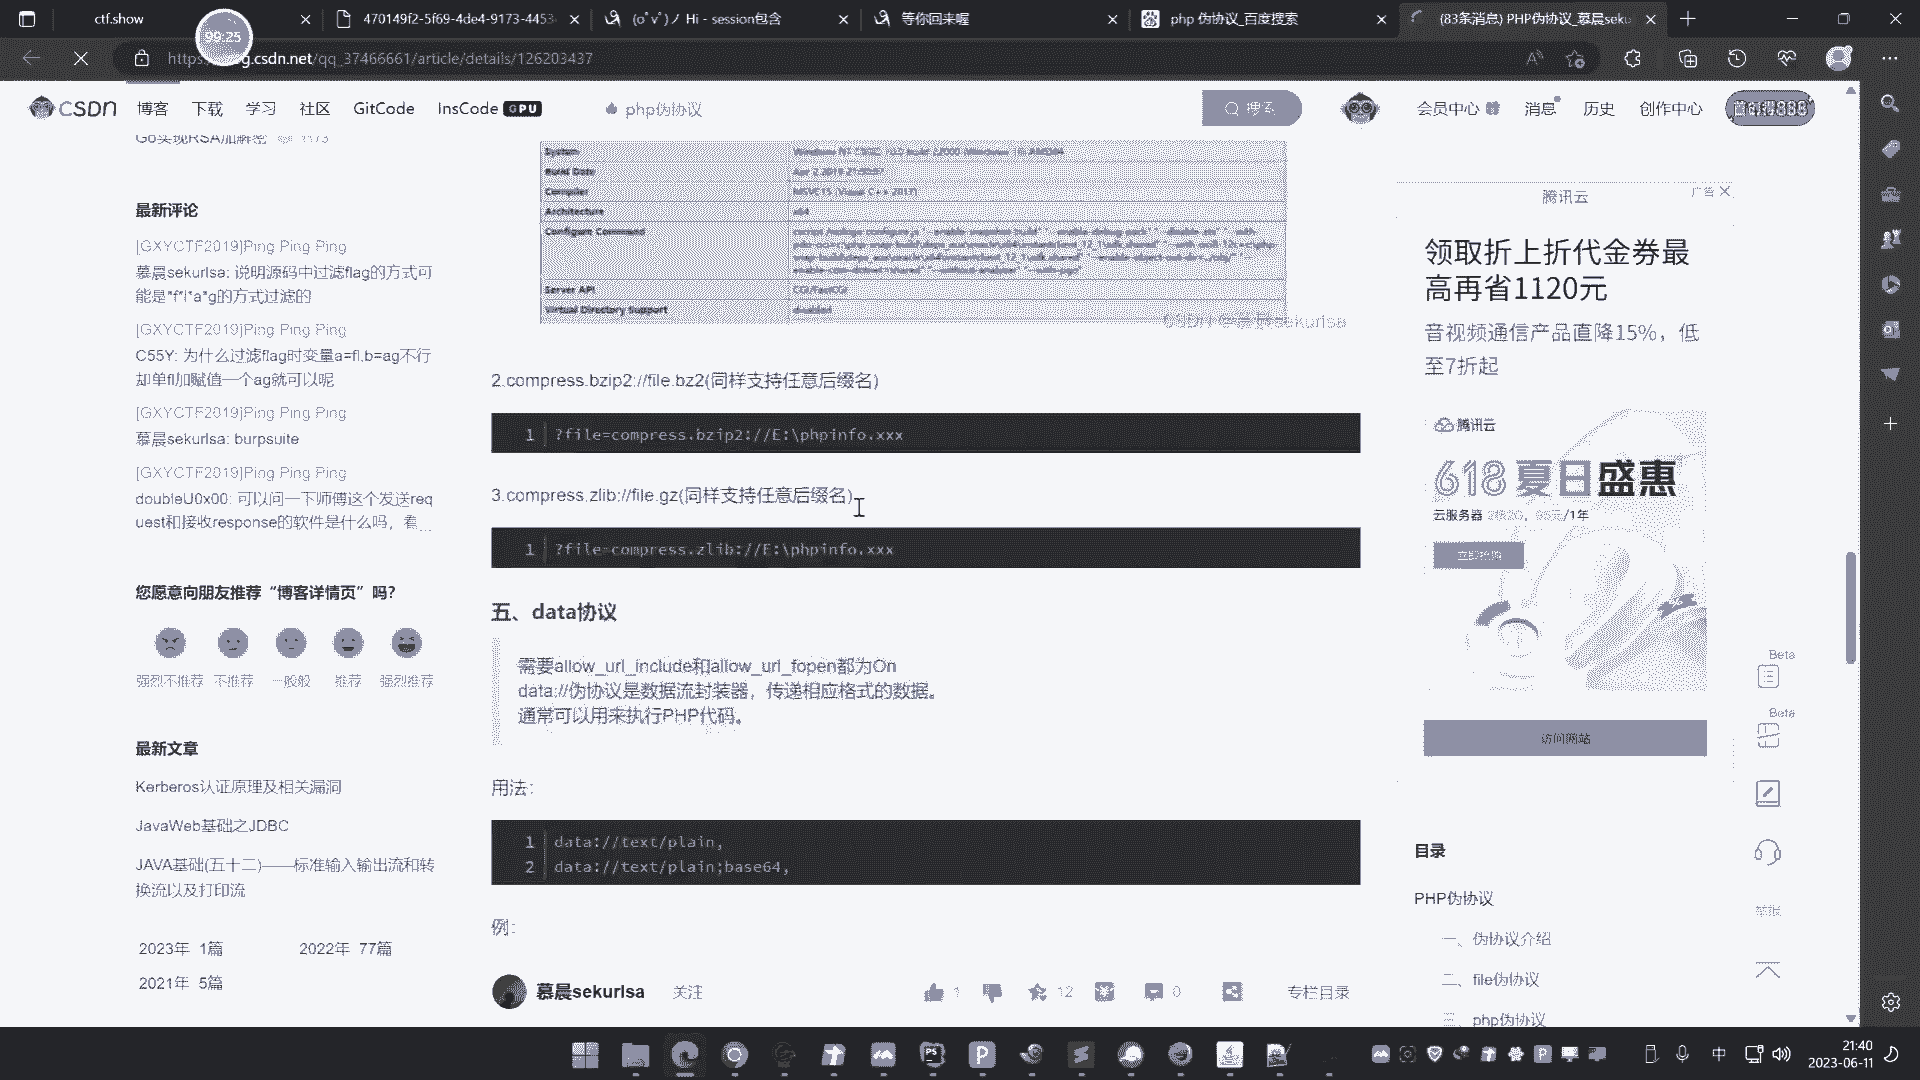 ctf.show
470149f2-5f69-4de4-9173-4453
(oﾟvﾟ)ノ Hi - session包含
等你回来喔
php 伪协议_百度搜索
(83条消息) PHP伪协议_慕晨seku
99:25
csdn.net/qq_37466661/article/details/126203437
CSDN 博客 下载 学习 社区 GitCode InsCode GPU php伪协议 搜索 会员中心 消息 历史 创作中心
Go实现RSA加解密
最新评论
[GXYCTF2019]Ping Ping Ping
慕晨sekurlsa: 说明源码中过滤flag的方式可
能是*f*l*a*g的方式过滤的
[GXYCTF2019]Ping Ping Ping
C55Y: 为什么过滤flag时变量a=fl,b=ag不行
却单fl加赋值一个ag就可以呢
[GXYCTF2019]Ping Ping Ping
慕晨sekurlsa: burpsuite
[GXYCTF2019]Ping Ping Ping
doubleU0x00: 可以问一下师傅这个发送req
uest和接收response的软件是什么吗，看...
您愿意向朋友推荐“博客详情页”吗？
强烈不推荐 不推荐 一般般 推荐 强烈推荐
最新文章
Kerberos认证原理及相关漏洞
JavaWeb基础之JDBC
JAVA基础(五十二)——标准输入输出流和转
换流以及打印流
2023年 1篇 2022年 77篇
2021年 5篇
System
Build Date
Compiler MSVC15 (Visual C++ 2017)
Architecture x64
Configure Command
Server API CGI/FastCGI
Virtual Directory Support disabled
CSDN @慕晨sekurlsa
2.compress.bzip2://file.bz2(同样支持任意后缀名)
1 ?file=compress.bzip2://E:\phpinfo.xxx
3.compress.zlib://file.gz(同样支持任意后缀名)
1 ?file=compress.zlib://E:\phpinfo.xxx
五、data协议
需要allow_url_include和allow_url_fopen都为On
data://伪协议是数据流封装器，传递相应格式的数据。
通常可以用来执行PHP代码。
用法：
1 data://text/plain,
2 data://text/plain;base64,
例：
慕晨sekurlsa 关注 1 12 0 专栏目录
腾讯云 广告
领取折上折代金券最
高再省1120元
音视频通信产品直降15%，低
至7折起
腾讯云
618 夏日盛惠
云服务器
/1年
立即抢购
访问网站
Beta
Beta
举报
目录
PHP伪协议
一、伪协议介绍
二、file伪协议
三、php伪协议
中
21:40
2023-06-11